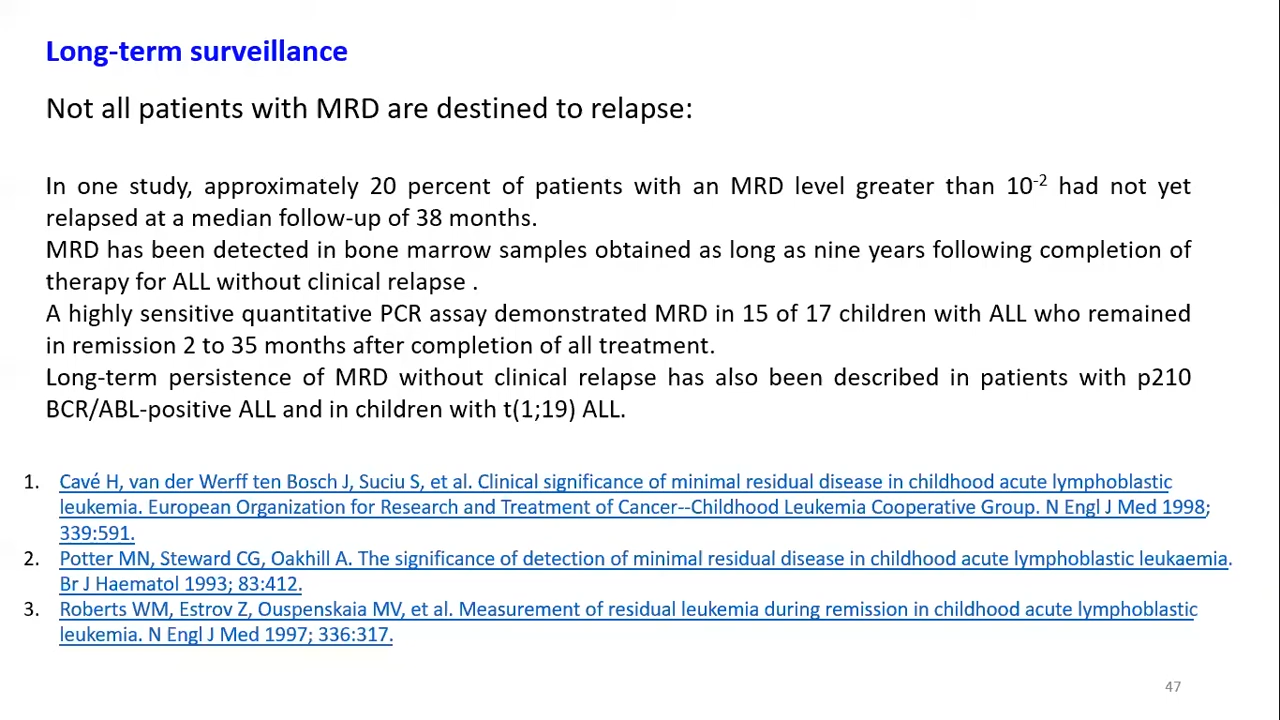 Long-term surveillance
Not all patients with MRD are destined to relapse:
In one study, approximately 20 percent of patients with an MRD level greater than 10-2 had not yet
relapsed at a median follow-up of 38 months.
MRD has been detected in bone marrow samples obtained as long as nine years following completion of
therapy for ALL without clinical relapse .
A highly sensitive quantitative PCR assay demonstrated MRD in 15 of 17 children with ALL who remained
in remission 2 to 35 months after completion of all treatment.
Long-term persistence of MRD without clinical relapse has also been described in patients with p210
BCR/ABL-positive ALL and in children with t(1;19) ALL.
1. Cavé H, van der Werff ten Bosch J, Suciu S, et al. Clinical significance of minimal residual disease in childhood acute lymphoblastic
leukemia. European Organization for Research and Treatment of Cancer--Childhood Leukemia Cooperative Group. N Engl J Med 1998;
339:591.
2. Potter MN, Steward CG, Oakhill A. The significance of detection of minimal residual disease in childhood acute lymphoblastic leukaemia.
Br J Haematol 1993; 83:412.
3. Roberts WM, Estrov Z, Ouspenskaia MV, et al. Measurement of residual leukemia during remission in childhood acute lymphoblastic
leukemia. N Engl J Med 1997; 336:317.
47